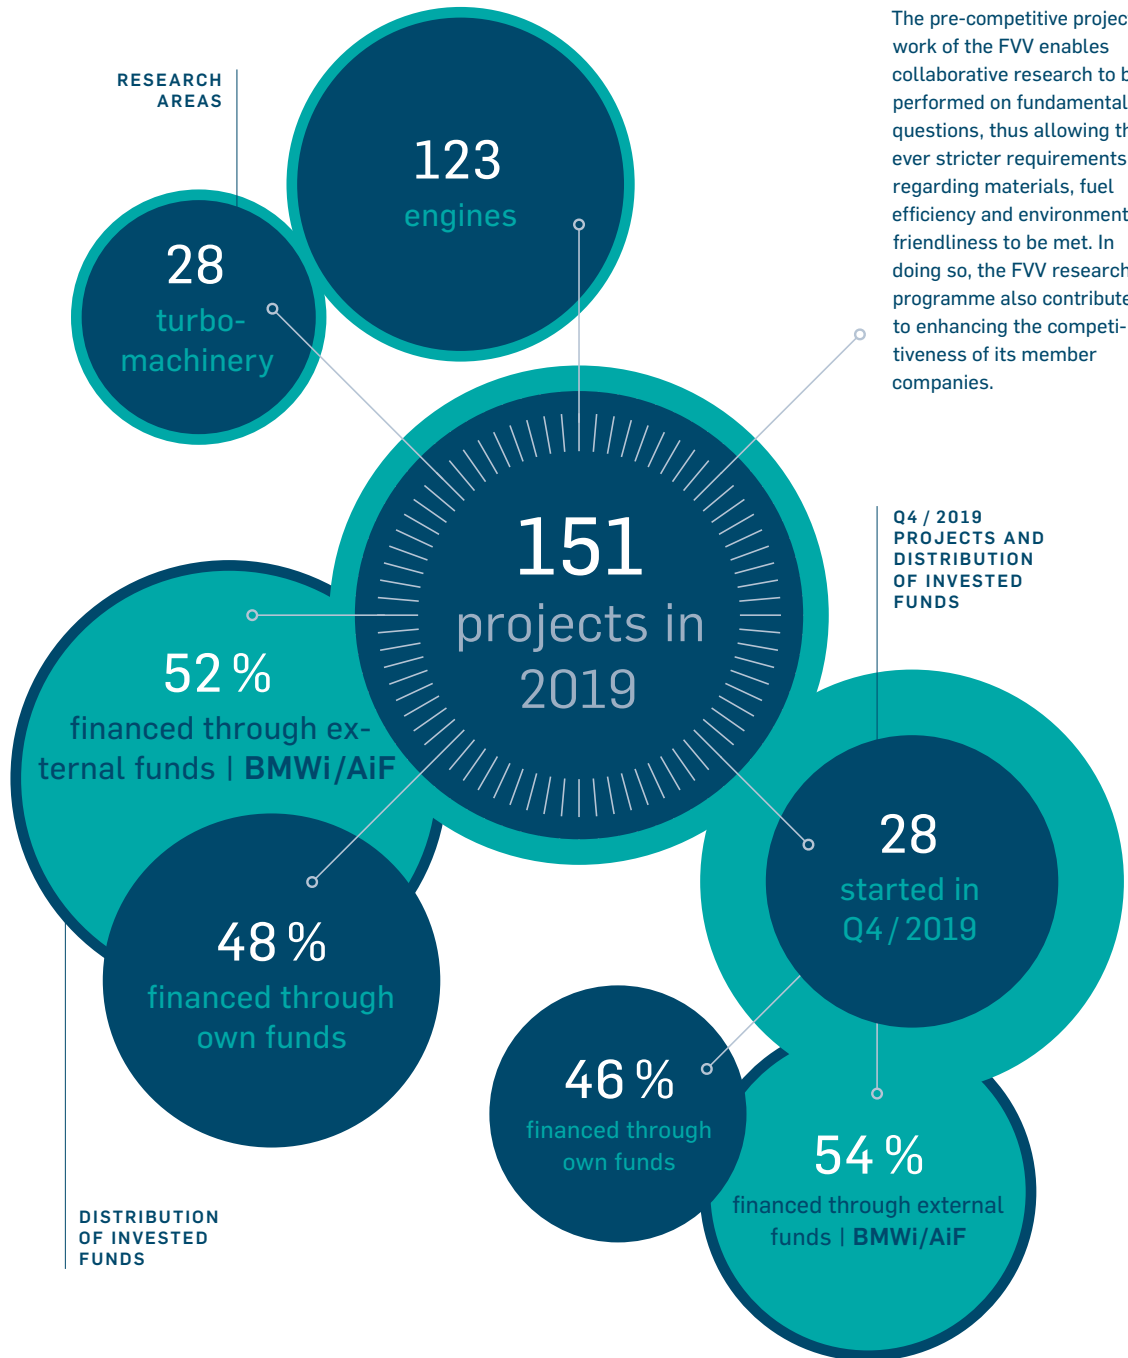 RESEARCH
AREAS
123
engines
28
turbo-
machinery
The pre-competitive projec
work of the FVV enables
collaborative research to b
performed on fundamental
questions, thus allowing th
ever stricter requirements
regarding materials, fuel
efficiency and environment
friendliness to be met. In
doing so, the FVV research
programme also contribute
to enhancing the competi-
tiveness of its member
companies.
151
projects in
2019
Q4 / 2019
PROJECTS AND
DISTRIBUTION
OF INVESTED
FUNDS
52 %
financed through ex-
ternal funds | BMWi/AiF
48 %
financed through
own funds
28
started in
Q4 / 2019
46 %
financed through
own funds
54 %
financed through external
funds | BMWi/AiF
DISTRIBUTION
OF INVESTED
FUNDS